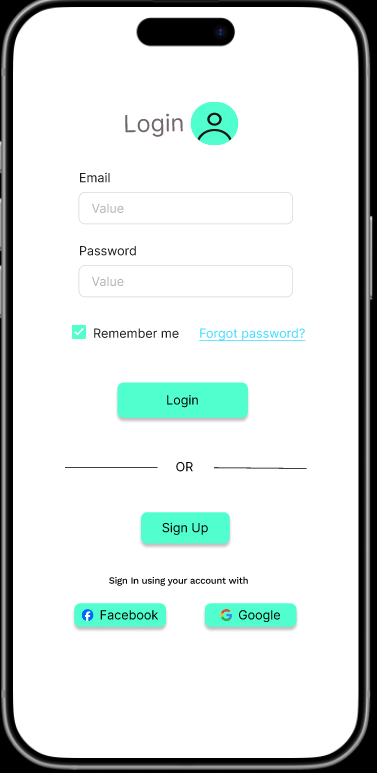 Login
Email
Value
Password
Value
Remember me Forgot password?
Login
OR
Sign Up
Sign In using your account with
Facebook Google